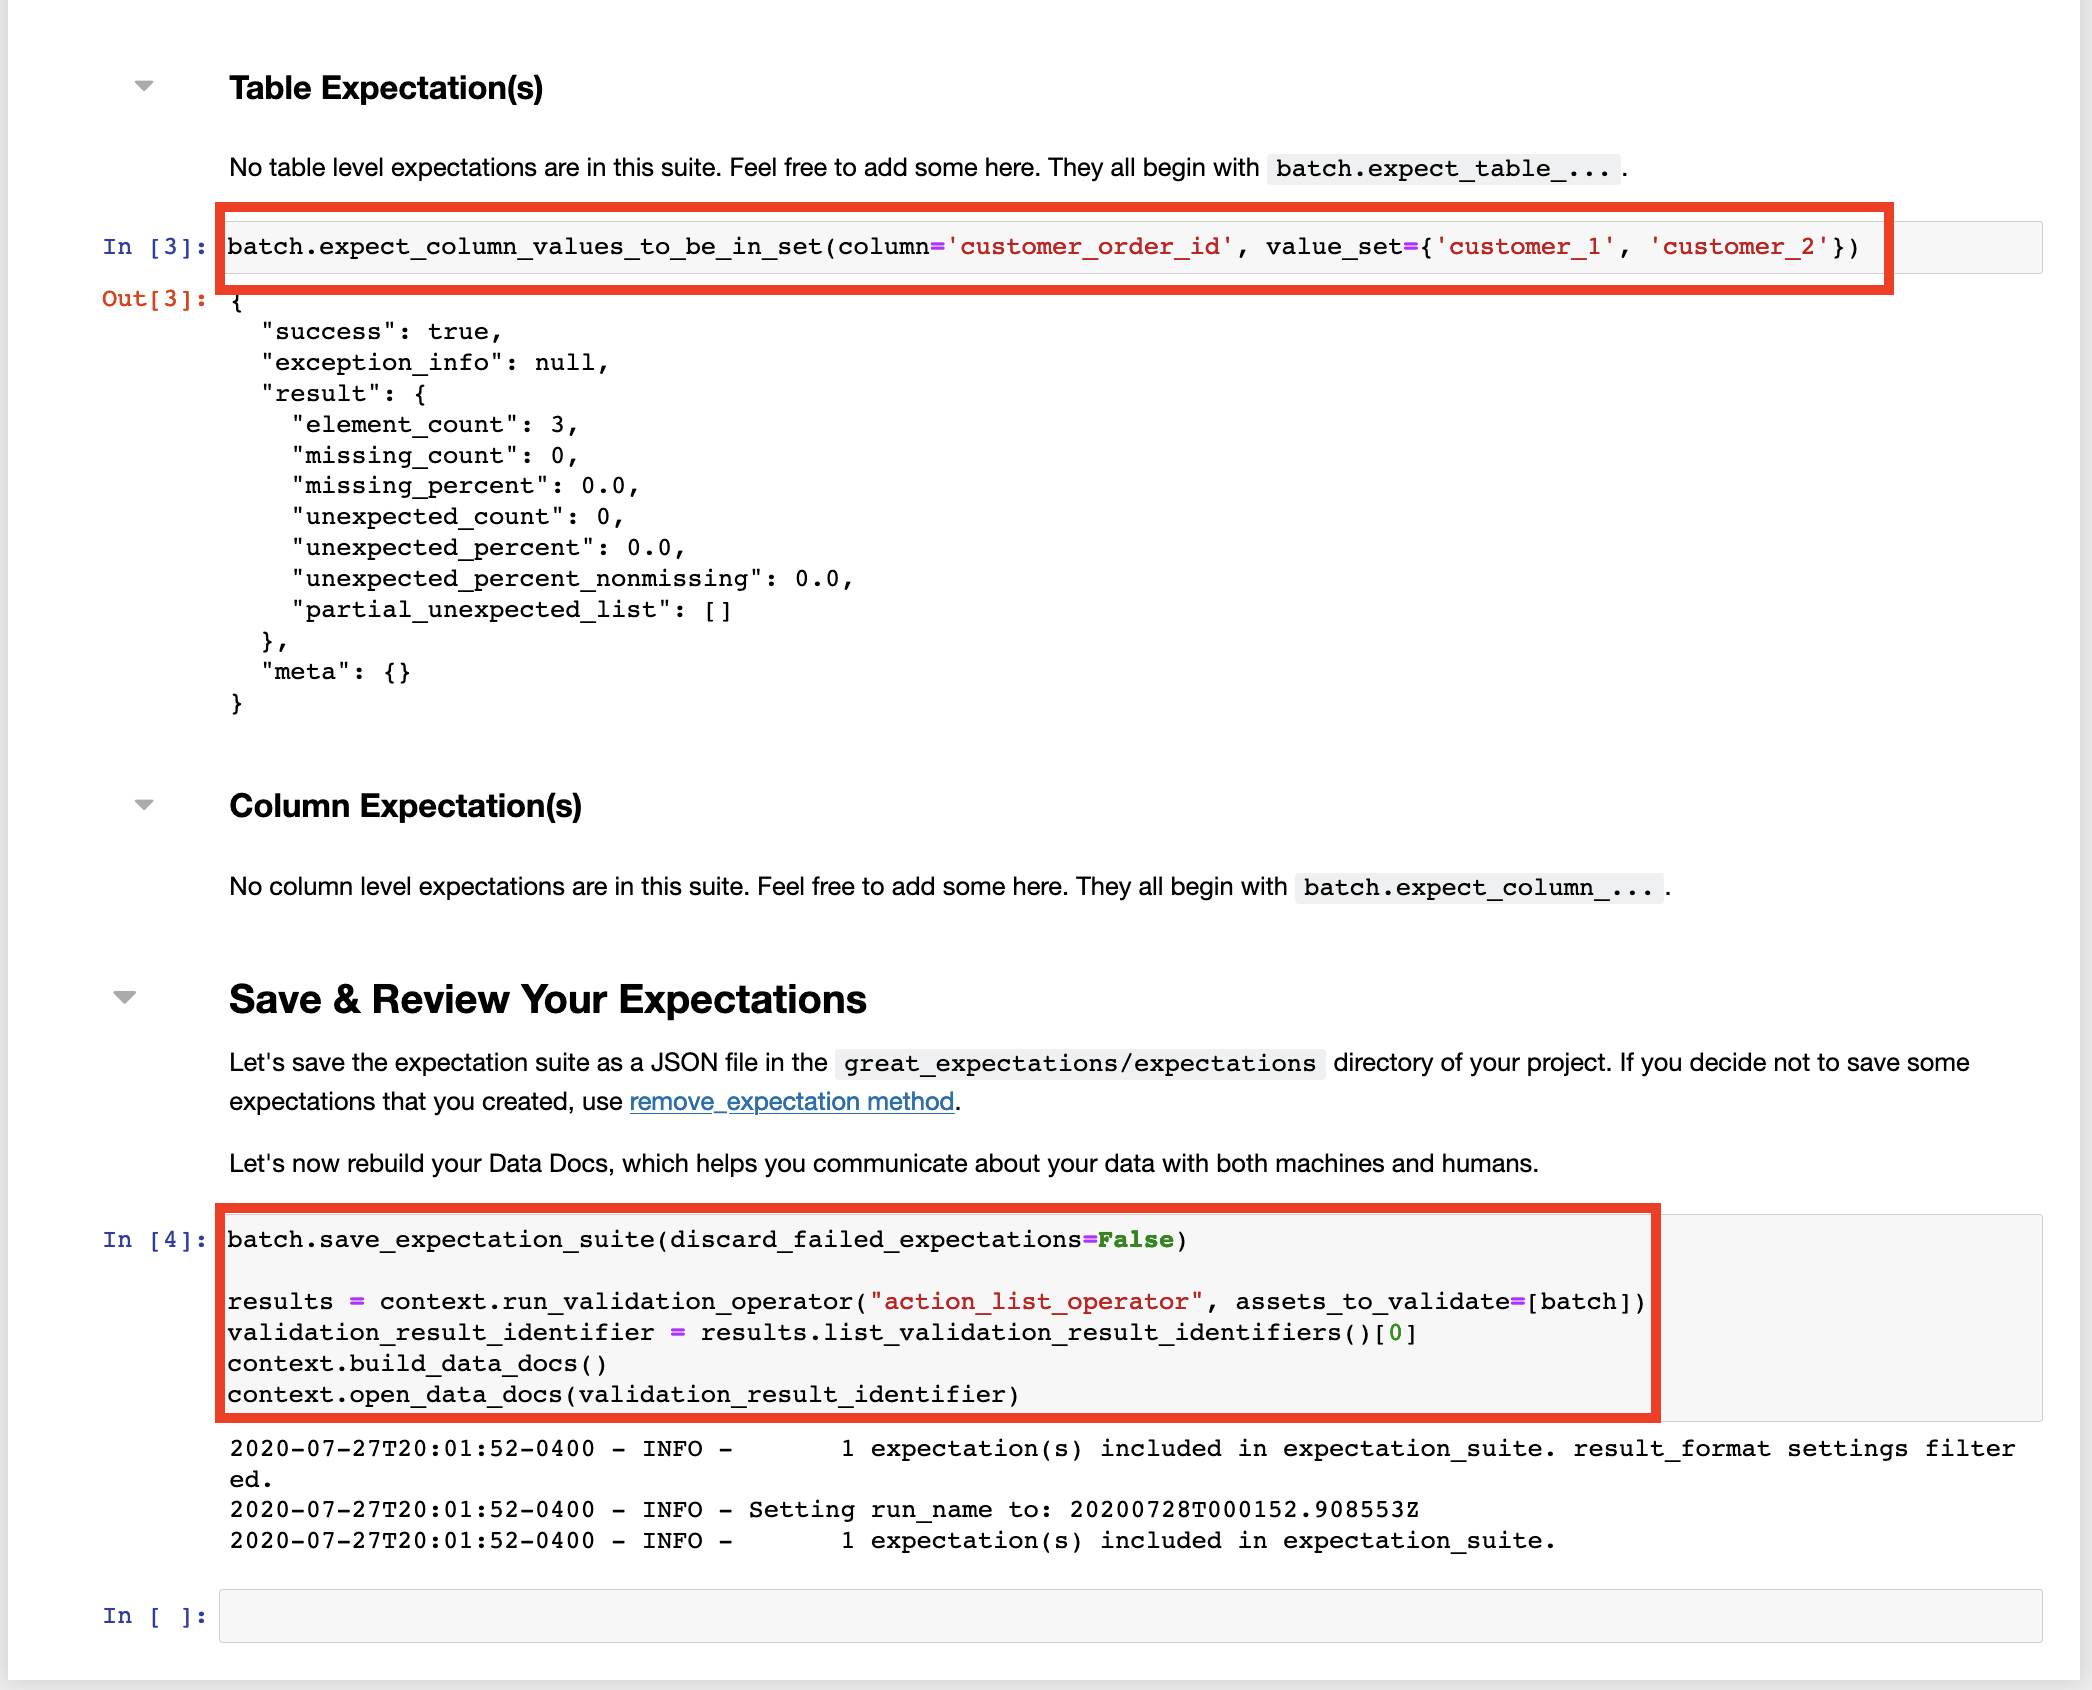 Table Expectation(s)
No table level expectations are in this suite. Feel free to add some here. They all begin with batch.expect_table_... .
In [3]: batch.expect_column_values_to_be_in_set(column='customer_order_id', value_set={'customer_1', 'customer_2'})
Out[3]: {
  "success": true,
  "exception_info": null,
  "result": {
    "element_count": 3,
    "missing_count": 0,
    "missing_percent": 0.0,
    "unexpected_count": 0,
    "unexpected_percent": 0.0,
    "unexpected_percent_nonmissing": 0.0,
    "partial_unexpected_list": []
  },
  "meta": {}
}
Column Expectation(s)
No column level expectations are in this suite. Feel free to add some here. They all begin with batch.expect_column_... .
Save & Review Your Expectations
Let's save the expectation suite as a JSON file in the great_expectations/expectations directory of your project. If you decide not to save some
expectations that you created, use remove_expectation method.
Let's now rebuild your Data Docs, which helps you communicate about your data with both machines and humans.
In [4]: batch.save_expectation_suite(discard_failed_expectations=False)
results = context.run_validation_operator("action_list_operator", assets_to_validate=[batch])
validation_result_identifier = results.list_validation_result_identifiers()[0]
context.build_data_docs()
context.open_data_docs(validation_result_identifier)
2020-07-27T20:01:52-0400 - INFO -       1 expectation(s) included in expectation_suite. result_format settings filter
ed.
2020-07-27T20:01:52-0400 - INFO - Setting run_name to: 20200728T000152.908553Z
2020-07-27T20:01:52-0400 - INFO -       1 expectation(s) included in expectation_suite.
In [ ]: